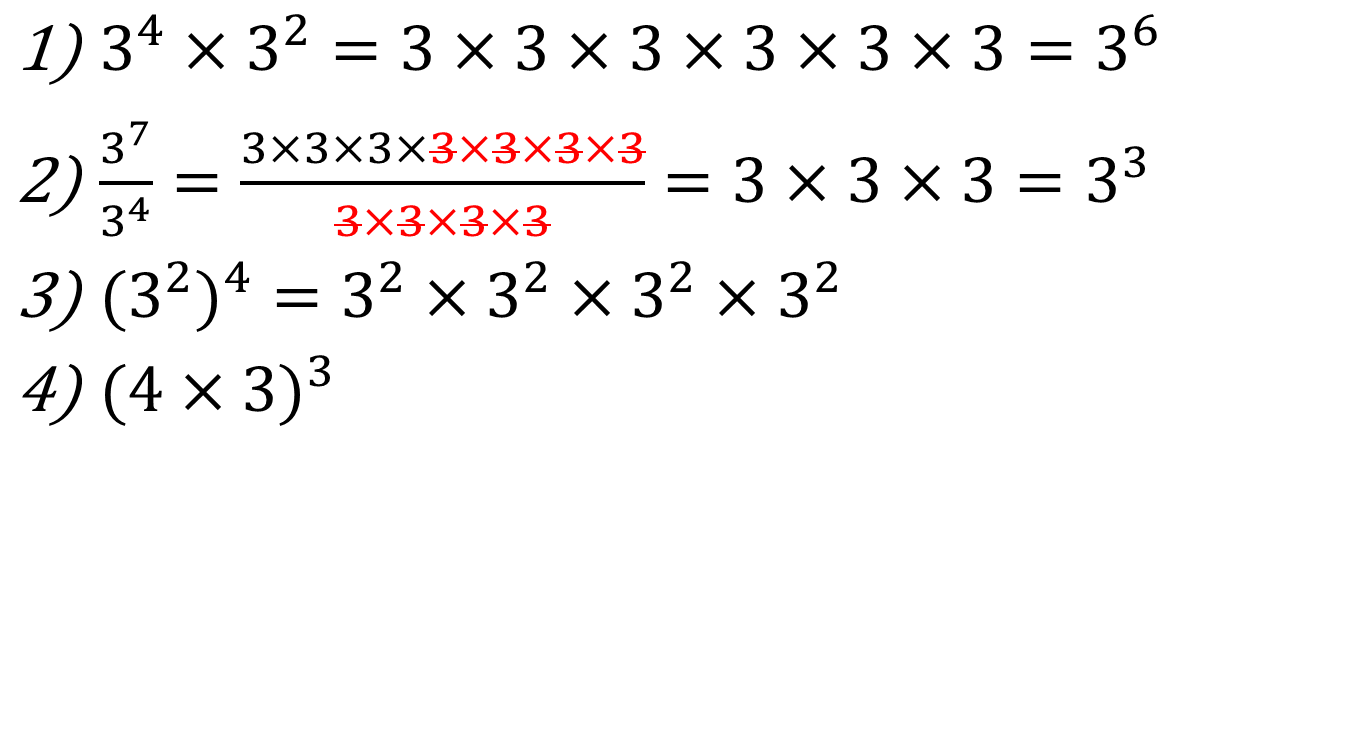 1) 3⁴ × 3² = 3 × 3 × 3 × 3 × 3 × 3 = 3⁶
2) 3⁷/3⁴ = 3×3×3×3×3×3×3/3×3×3×3 = 3 × 3 × 3 = 3³
3) (3²)⁴ = 3² × 3² × 3² × 3²
4) (4 × 3)³